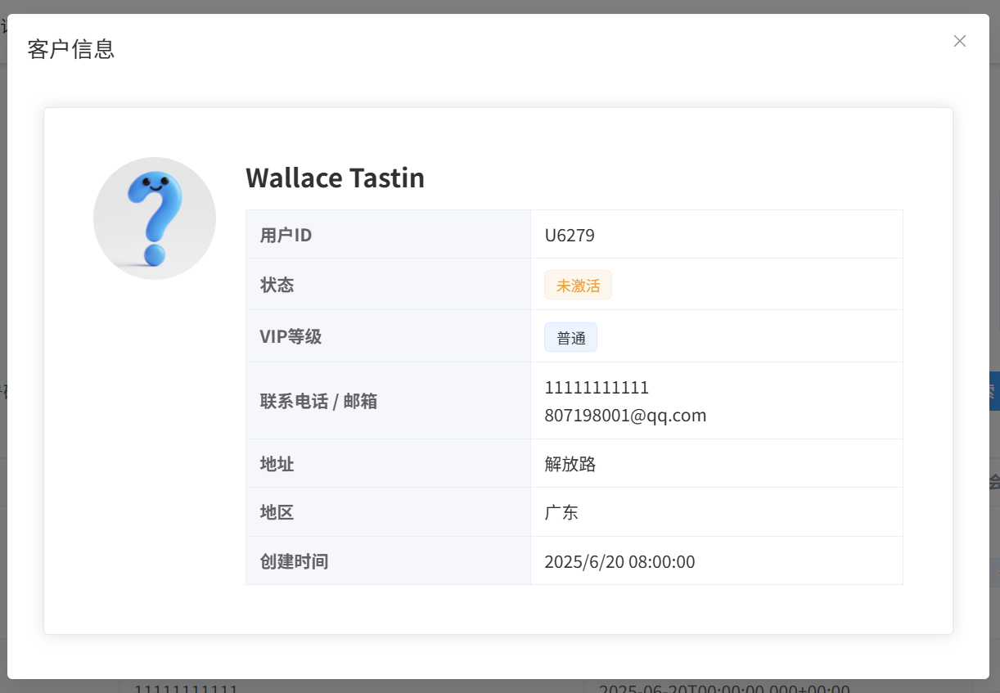 客户信息
Wallace Tastin
用户ID
U6279
状态
未激活
VIP等级
普通
联系电话 / 邮箱
11111111111
807198001@qq.com
地址
解放路
地区
广东
创建时间
2025/6/20 08:00:00
11111111111
2025-06-20T00:00:00.000+00:00